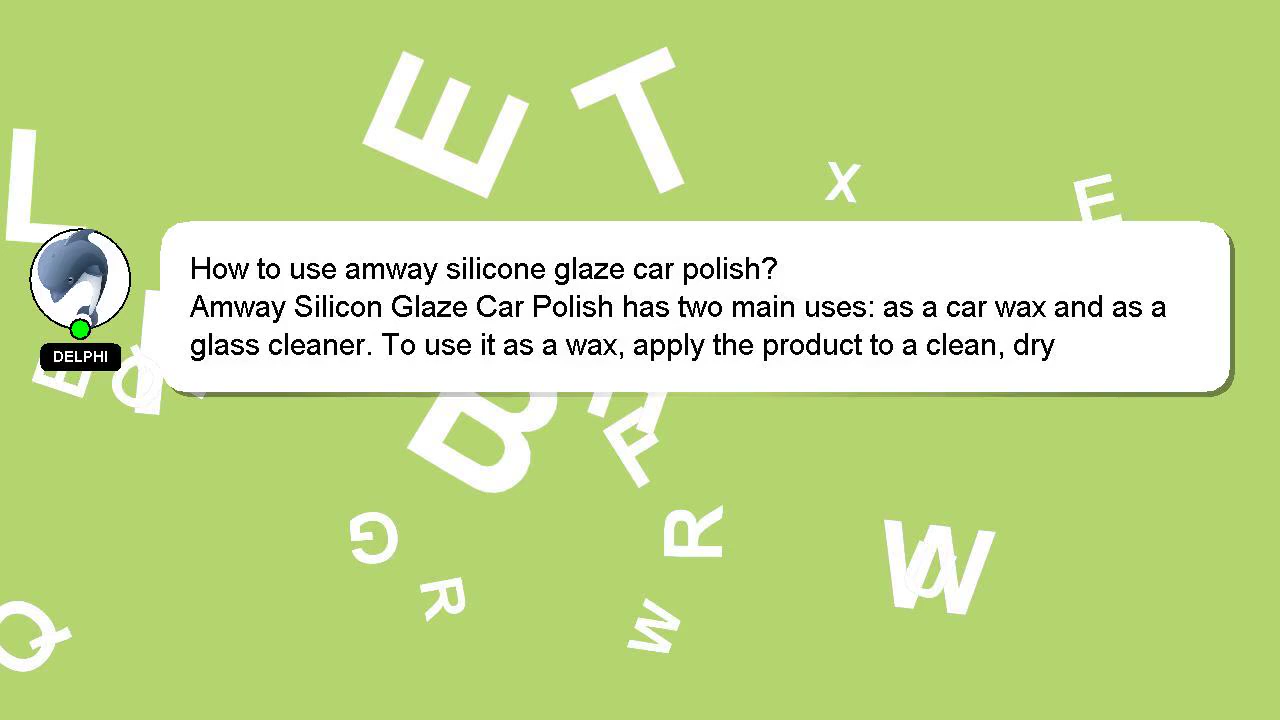 E T
L
X
E
How to use amway silicone glaze car polish?
Amway Silicon Glaze Car Polish has two main uses: as a car wax and as a
glass cleaner. To use it as a wax, apply the product to a clean, dry
DELPHI
E Q
B
F
G
R
W
R
W
Q